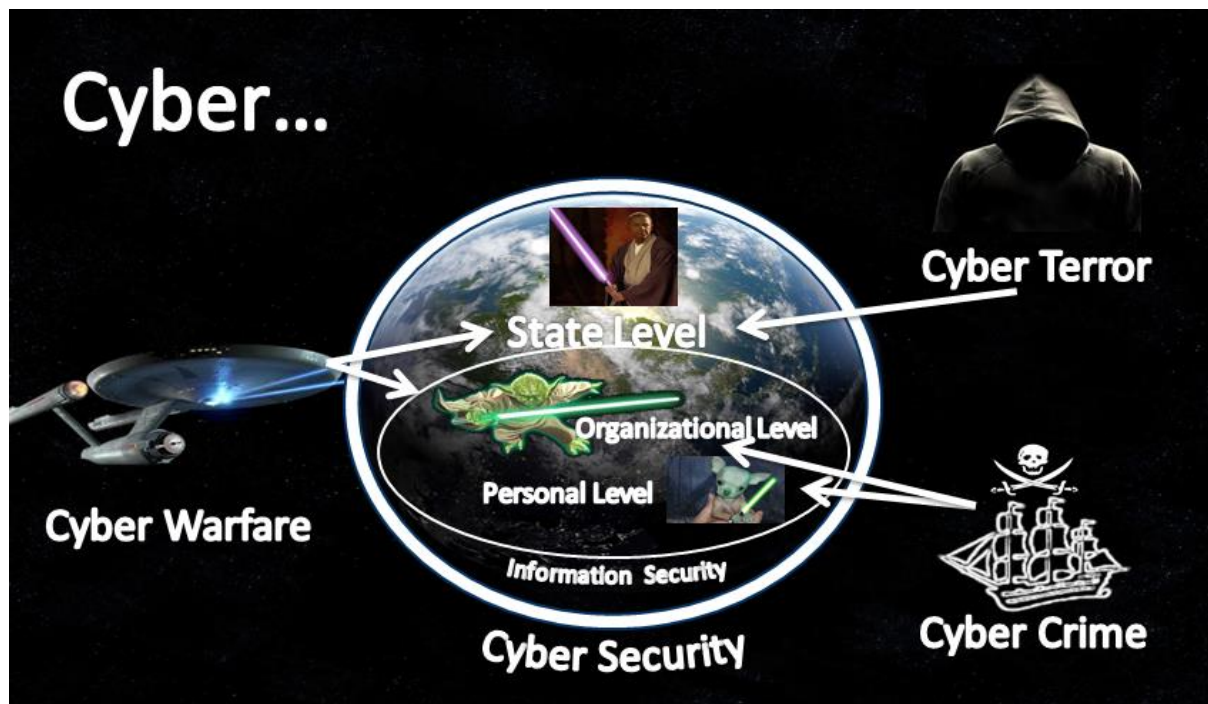 Cyber...
Cyber Terror
State Level
Organizational Level
Personal Level
Cyber Warfare
Information Security
Cyber Crime
Cyber Security